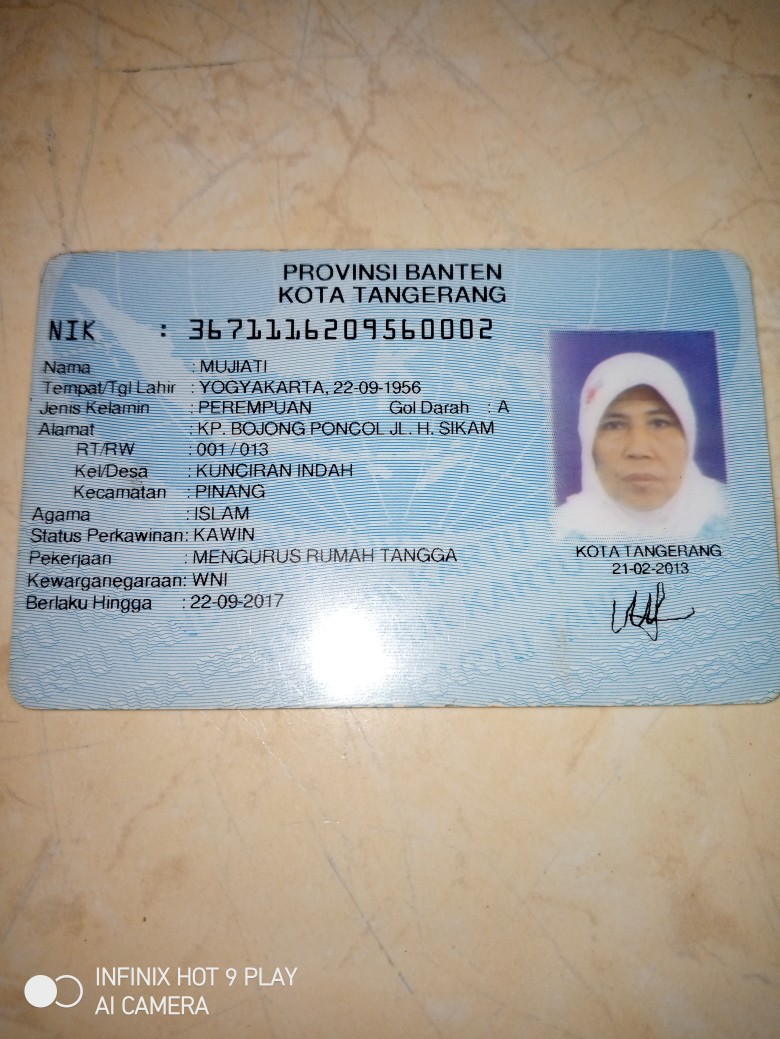 PROVINSI BANTEN
KOTA TANGERANG
NIK : 3671116209560002
Nama : MUJIATI
Tempat/Tgl Lahir : YOGYAKARTA, 22-09-1956
Jenis Kelamin : PEREMPUAN Gol Darah : A
Alamat : KP. BOJONG PONCOL JL. H. SIKAM
RT/RW : 001 / 013
Kel/Desa : KUNCIRAN INDAH
Kecamatan : PINANG
Agama : ISLAM
Status Perkawinan: KAWIN
Pekerjaan : MENGURUS RUMAH TANGGA
Kewarganegaraan: WNI
Berlaku Hingga : 22-09-2017
KOTA TANGERANG
21-02-2013
INFINIX HOT 9 PLAY
AI CAMERA